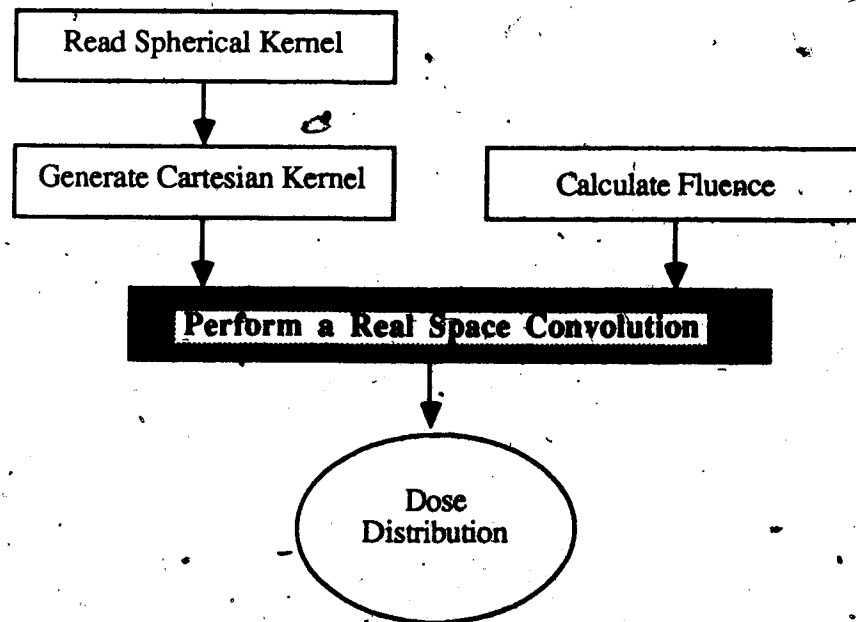 Read Spherical Kernel
Generate Cartesian Kernel
Calculate Fluence
Perform a Real Space Convolution
Dose
Distribution